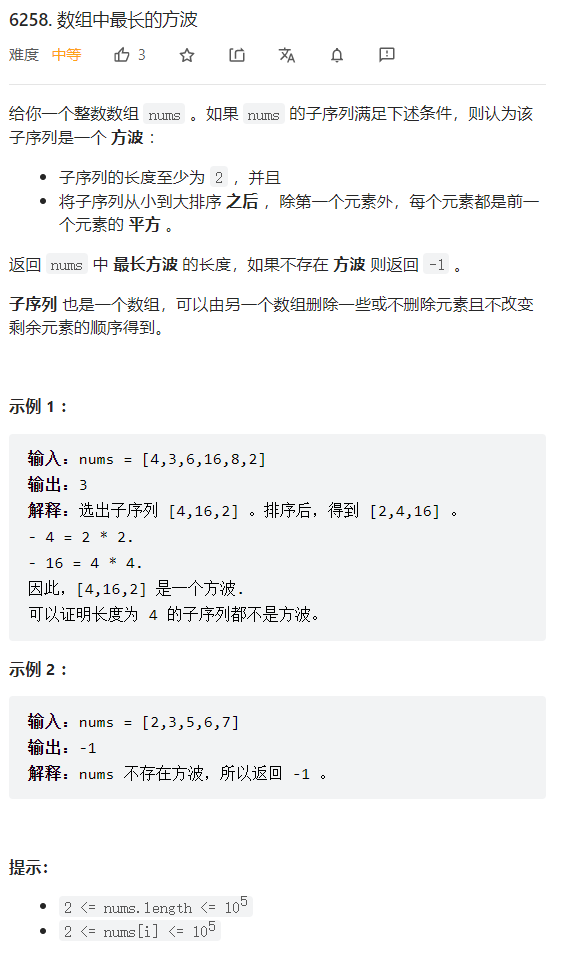 6258. 数组中最长的方波
难度 中等 3
给你一个整数数组 nums 。如果 nums 的子序列满足下述条件，则认为该
子序列是一个 方波 ：
• 子序列的长度至少为 2 ，并且
• 将子序列从小到大排序 之后 ，除第一个元素外，每个元素都是前一
个元素的 平方 。
返回 nums 中 最长方波 的长度，如果不存在 方波 则返回 -1 。
子序列 也是一个数组，可以由另一个数组删除一些或不删除元素且不改变
剩余元素的顺序得到。
示例 1 ：
输入：nums = [4,3,6,16,8,2]
输出：3
解释：选出子序列 [4,16,2] 。排序后，得到 [2,4,16] 。
- 4 = 2 * 2.
- 16 = 4 * 4.
因此，[4,16,2] 是一个方波.
可以证明长度为 4 的子序列都不是方波。
示例 2 ：
输入：nums = [2,3,5,6,7]
输出：-1
解释：nums 不存在方波，所以返回 -1 。
提示：
• 2 <= nums.length <= 10⁵
• 2 <= nums[i] <= 10⁵